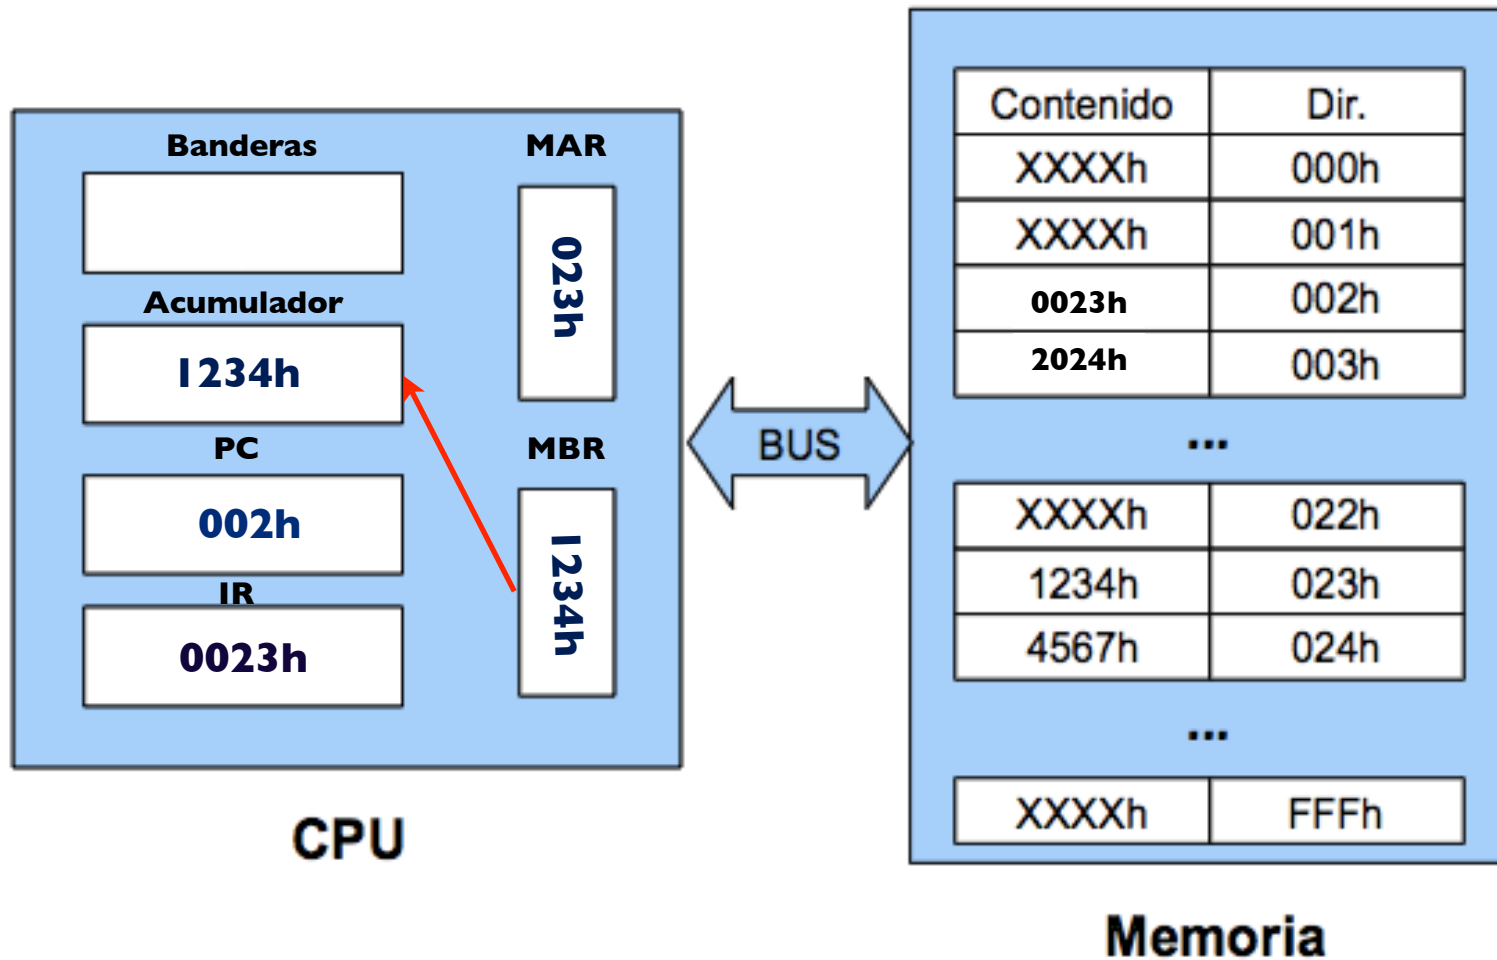 Banderas
MAR
023h
Acumulador
1234h
PC
002h
MBR
1234h
IR
0023h
CPU
BUS
Contenido Dir.
XXXXh 000h
XXXXh 001h
0023h 002h
2024h 003h
...
XXXXh 022h
1234h 023h
4567h 024h
...
XXXXh FFFh
Memoria